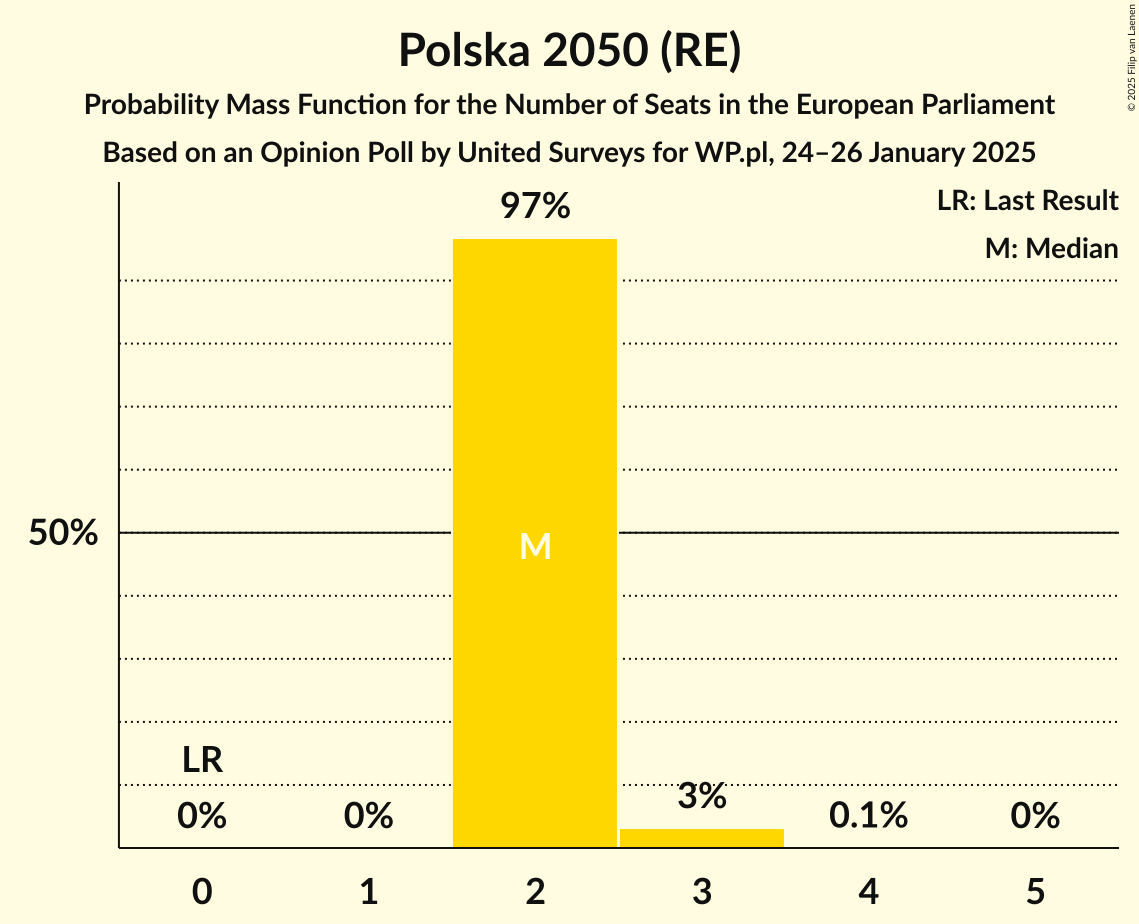 Polska 2050 (RE)
Probability Mass Function for the Number of Seats in the European Parliament
Based on an Opinion Poll by United Surveys for WP.pl, 24–26 January 2025
© 2025 Filip van Laenen
LR: Last Result
M: Median
97%
50%
M
LR
0%
0%
3%
0.1%
0%
0
1
2
3
4
5